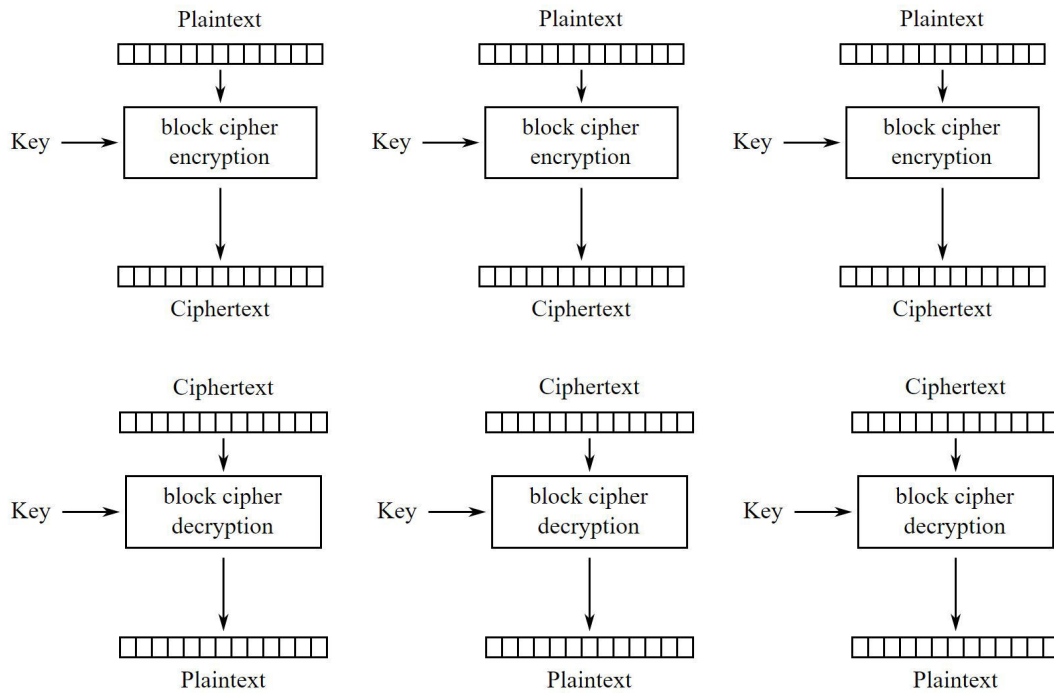 Plaintext
Plaintext
Plaintext
Key
block cipher
encryption
Key
block cipher
encryption
Key
block cipher
encryption
Ciphertext
Ciphertext
Ciphertext
Ciphertext
Ciphertext
Ciphertext
Key
block cipher
decryption
Key
block cipher
decryption
Key
block cipher
decryption
Plaintext
Plaintext
Plaintext